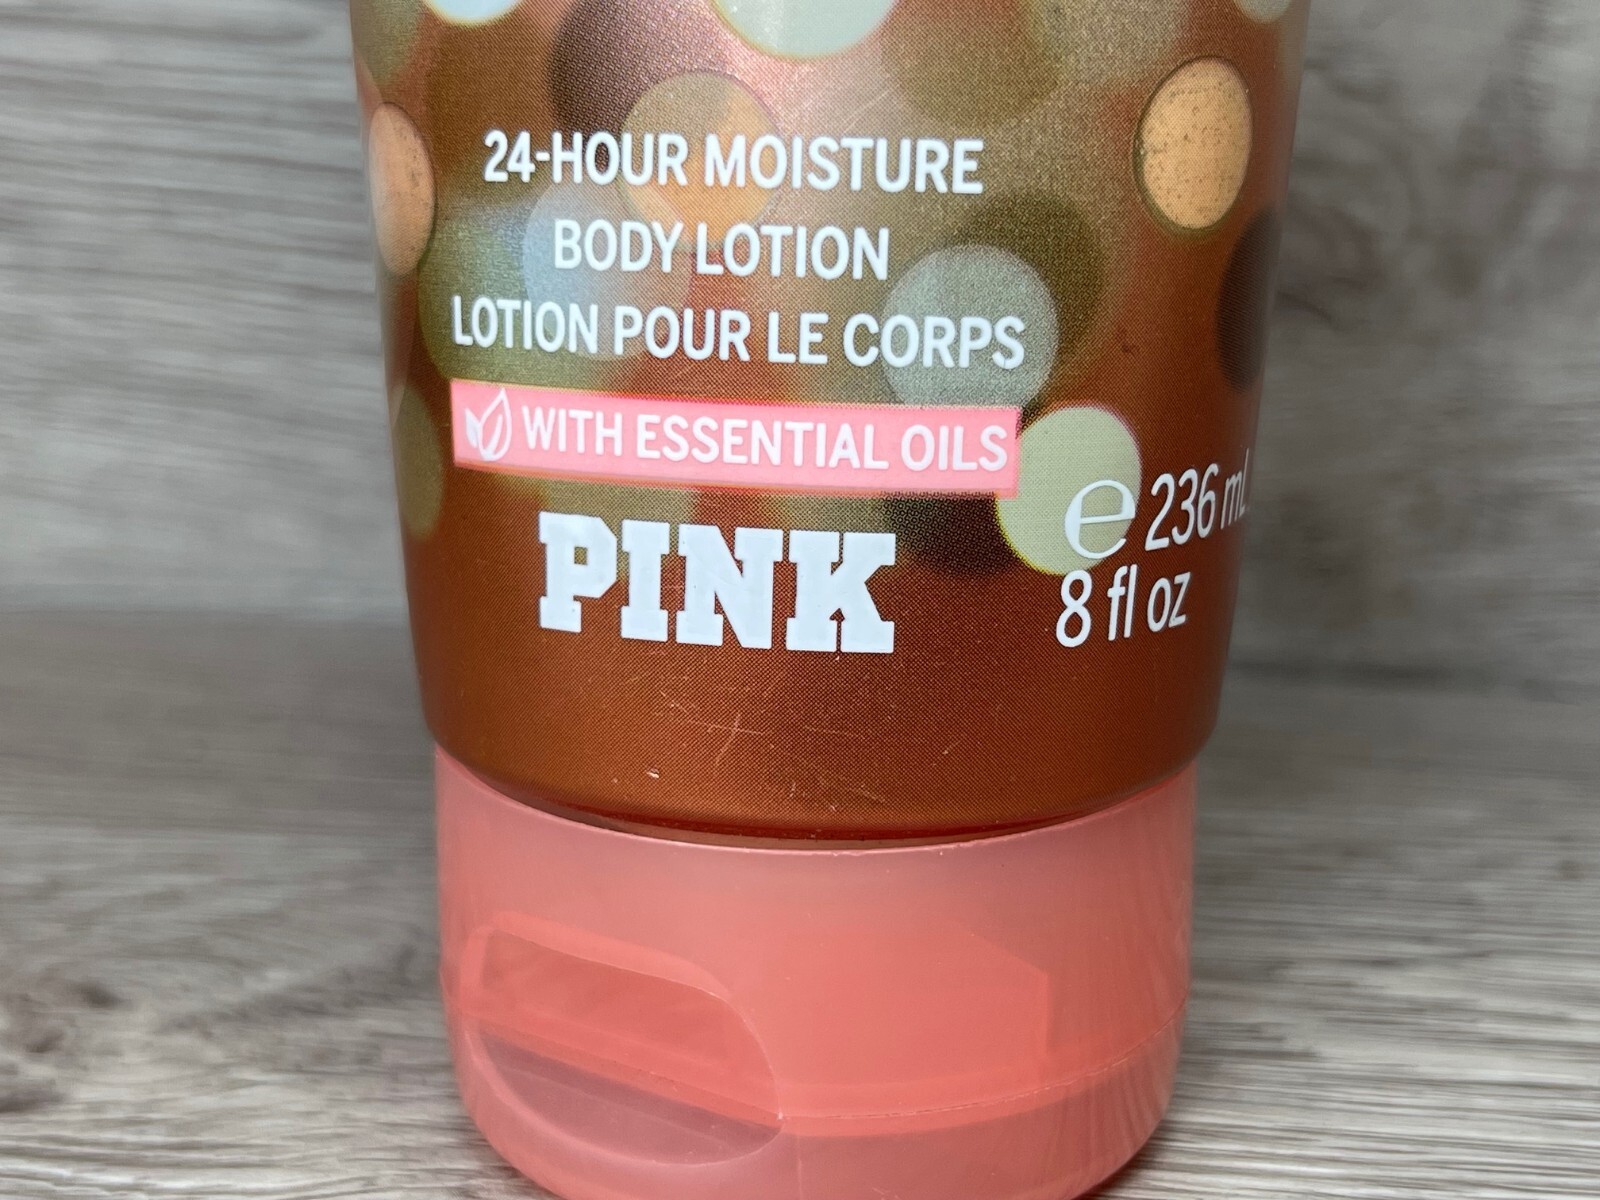 24-HOUR MOISTURE
BODY LOTION
LOTION POUR LE CORPS
WITH ESSENTIAL OILS
PINK
℮ 236 mL
8 fl oz